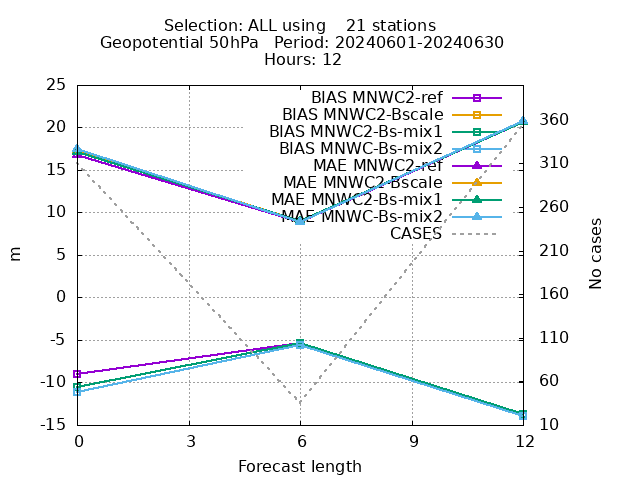 Selection: ALL using 21 stations
Geopotential 50hPa Period: 20240601-20240630
Hours: 12
25
20
15
10
5
0
-5
-10
-15
m
BIAS MNWC2-ref
BIAS MNWC2-Bscale
BIAS MNWC2-Bs-mix1
BIAS MNWC-Bs-mix2
MAE MNWC2-ref
MAE MNWC2-Bscale
MAE MNWC2-Bs-mix1
MAE MNWC-Bs-mix2
CASES
360
310
260
210
160
110
60
10
No cases
0 3 6 9 12
Forecast length